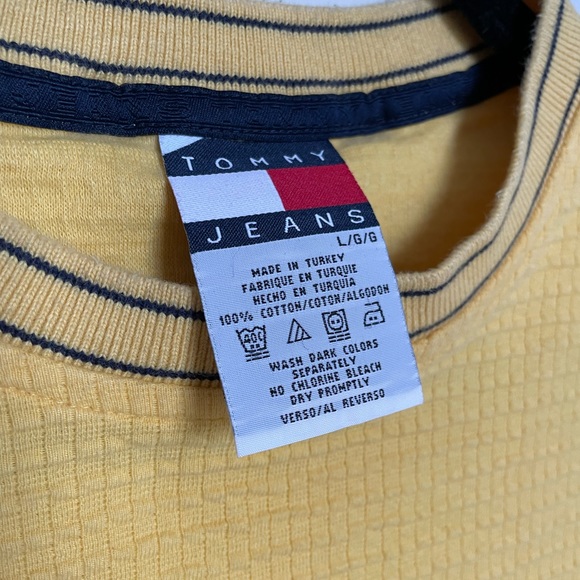 TOMMY
JEANS
L/G/G
MADE IN TURKEY
FABRIQUE EN TURQUIE
HECHO EN TURQUIA
100% COTTON/COTON/ALGODON
40C
WASH DARK COLORS
SEPARATELY
NO CHLORINE BLEACH
DRY PROMPTLY
VERSO/AL REVERSO